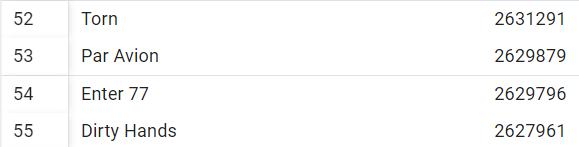 52 Torn 2631291
53 Par Avion 2629879
54 Enter 77 2629796
55 Dirty Hands 2627961